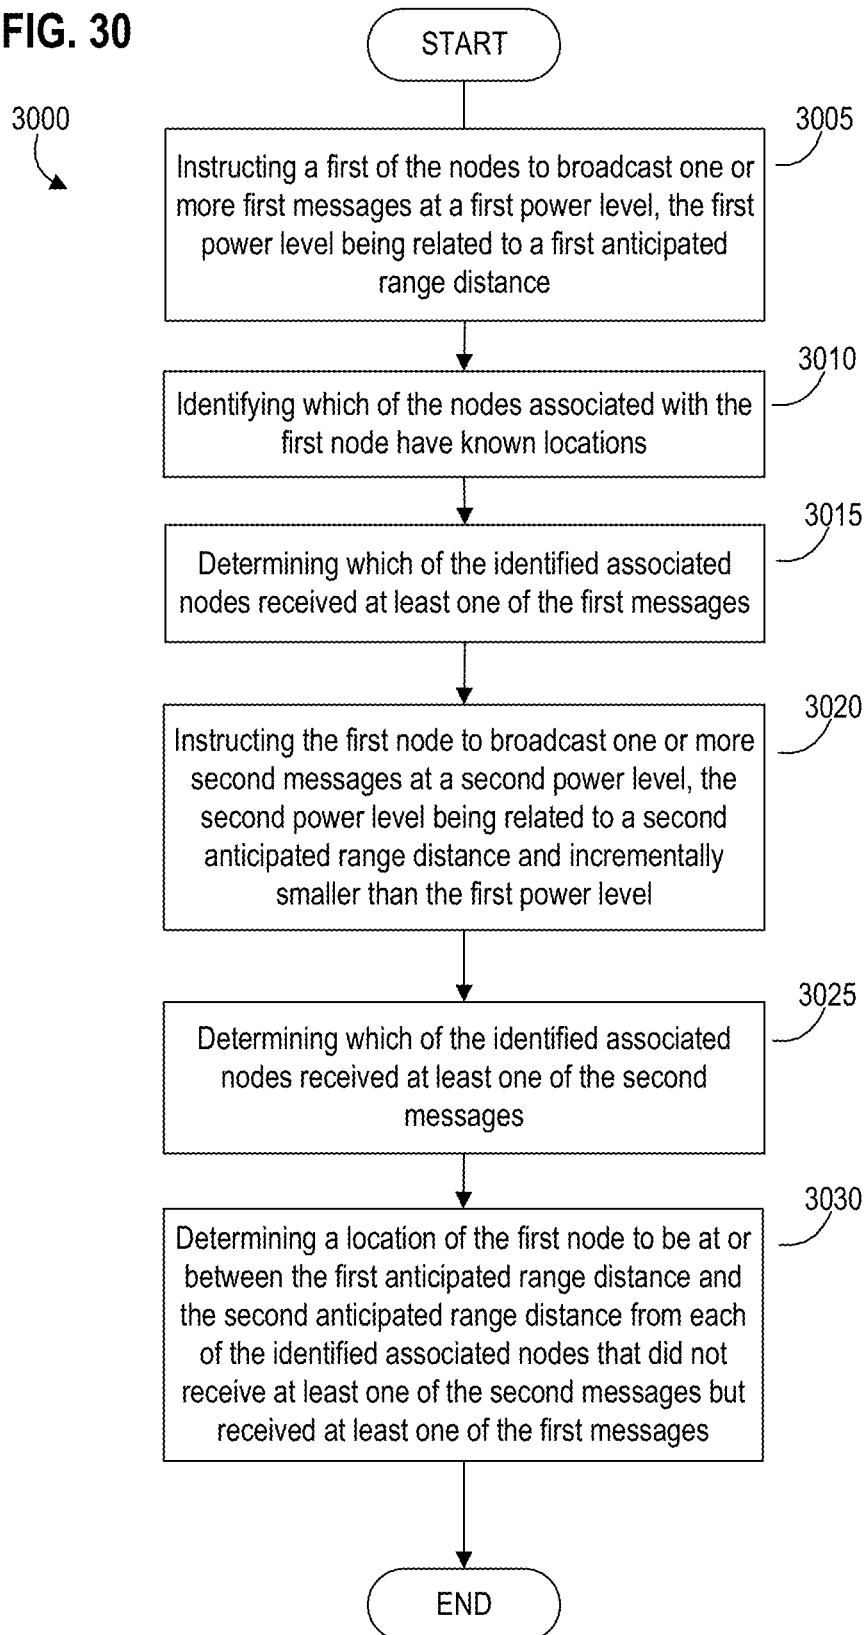 FIG. 30
START
3000
3005
Instructing a first of the nodes to broadcast one or
more first messages at a first power level, the first
power level being related to a first anticipated
range distance
3010
Identifying which of the nodes associated with the
first node have known locations
3015
Determining which of the identified associated
nodes received at least one of the first messages
3020
Instructing the first node to broadcast one or more
second messages at a second power level, the
second power level being related to a second
anticipated range distance and incrementally
smaller than the first power level
3025
Determining which of the identified associated
nodes received at least one of the second
messages
3030
Determining a location of the first node to be at or
between the first anticipated range distance and
the second anticipated range distance from each
of the identified associated nodes that did not
receive at least one of the second messages but
received at least one of the first messages
END